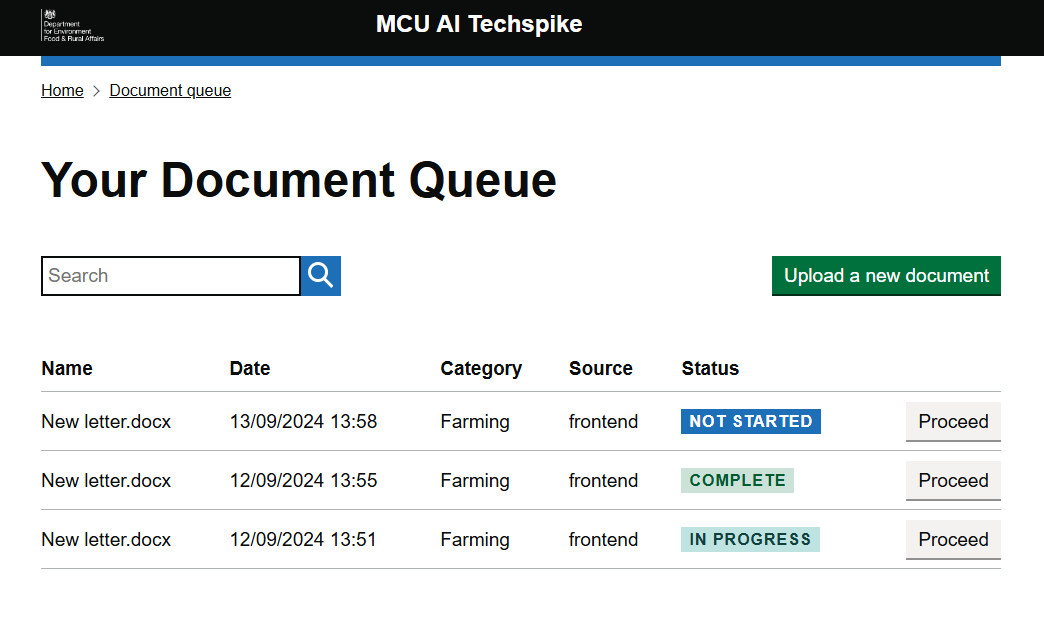 Department
for Environment
Food & Rural Affairs
MCU AI Techspike
Home > Document queue
Your Document Queue
Search
Upload a new document
Name Date Category Source Status
New letter.docx 13/09/2024 13:58 Farming frontend NOT STARTED Proceed
New letter.docx 12/09/2024 13:55 Farming frontend COMPLETE Proceed
New letter.docx 12/09/2024 13:51 Farming frontend IN PROGRESS Proceed